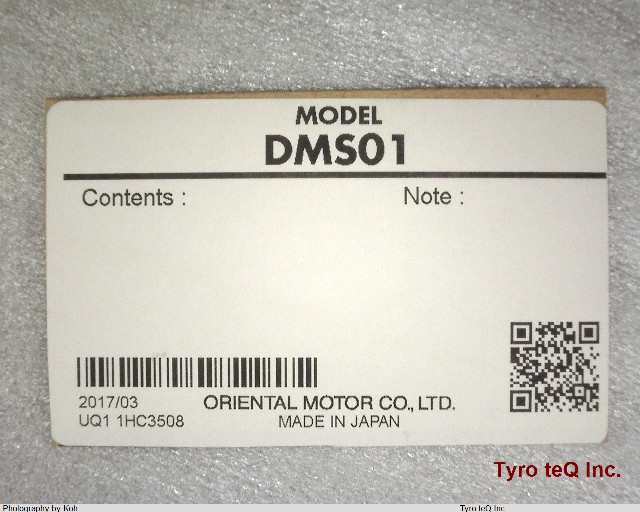 MODEL
DMS01
Contents :
Note :
2017/03
ORIENTAL MOTOR CO., LTD.
UQ1 1HC3508
MADE IN JAPAN
Tyro teQ Inc.
Photography by Koh
Tyro teQ Inc